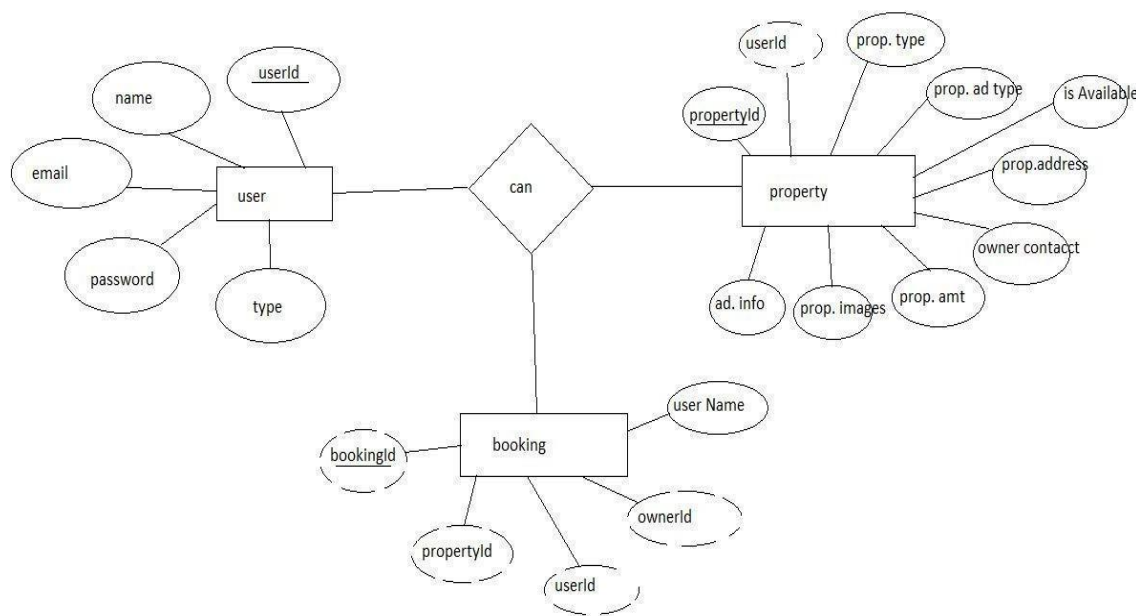 userId
name
email
user
password
type
can
userId
prop. type
propertyId
prop. ad type
is Available
property
prop.address
owner contacct
ad. info
prop. images
prop. amt
booking
user Name
bookingId
propertyId
userId
ownerId